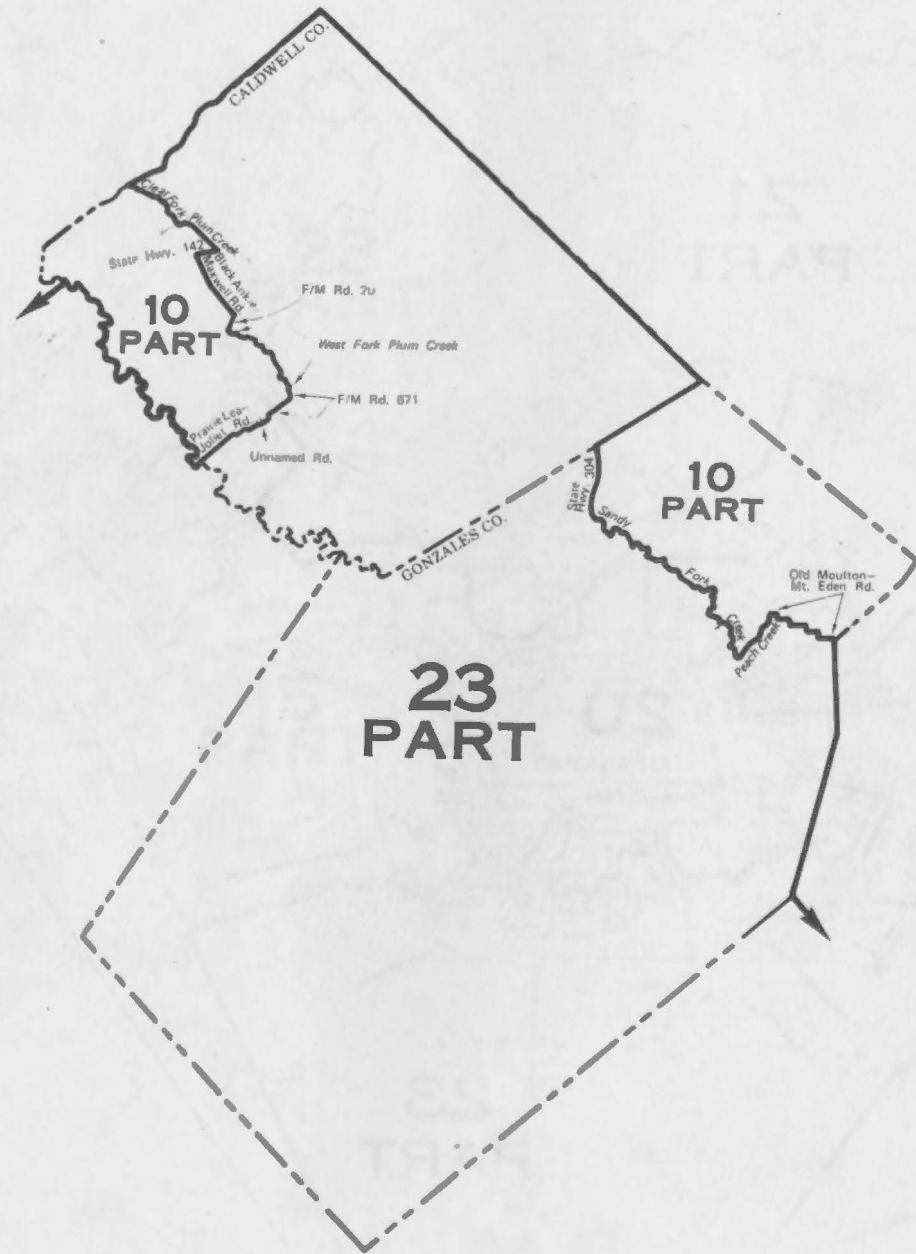 CALDWELL CO.
Clear Fork Plum Creek
State Hwy. 142
Maxwell Rd.
F/M Rd. 20
10
PART
West Fork Plum Creek
F/M Rd. 671
Prairie Lea–
Joliet Rd.
Unnamed Rd.
GONZALES CO.
State
Hwy. 304
10
PART
Sandy
Fork
Creek
Peach Creek
Old Moulton–
Mt. Eden Rd.
23
PART